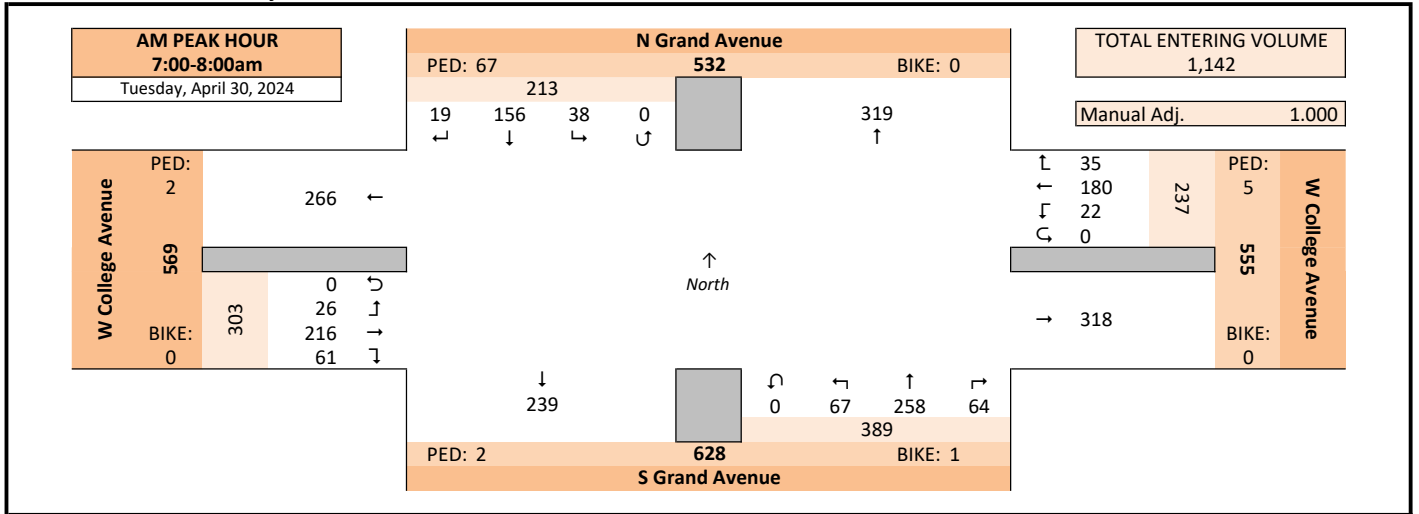 AM PEAK HOUR
7:00-8:00am
Tuesday, April 30, 2024
N Grand Avenue
PED: 67 532 BIKE: 0
213
19 156 38 0
↵ ↓ ↳ ↺
319
↑
TOTAL ENTERING VOLUME
1,142
Manual Adj. 1.000
W College Avenue
PED:
2
569
BIKE:
0
266 ←
303
0 ⮌
26 ↥
216 →
61 ↴
↑
North
↱ 35
← 180
↲ 22
⮎ 0
237
PED:
5
555
BIKE:
0
W College Avenue
→ 318
↓
239
↶ ↰ ↑ ↱
0 67 258 64
389
PED: 2 628 BIKE: 1
S Grand Avenue